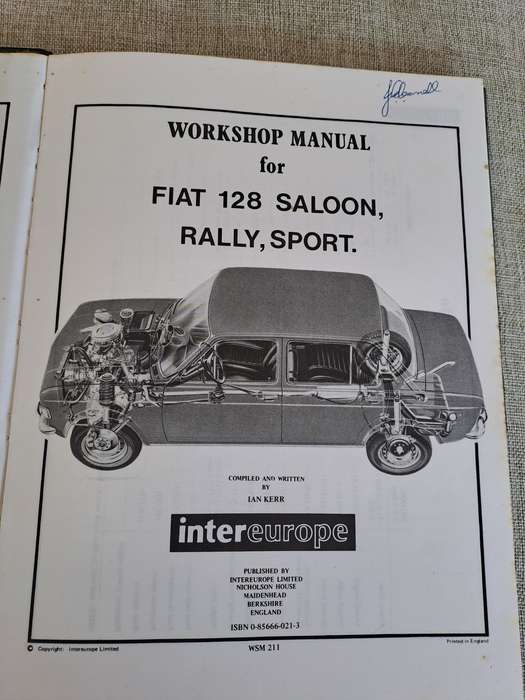 WORKSHOP MANUAL
for
FIAT 128 SALOON,
RALLY, SPORT.
COMPILED AND WRITTEN
BY
IAN KERR
intereurope
PUBLISHED BY
INTEREUROPE LIMITED
NICHOLSON HOUSE
MAIDENHEAD
BERKSHIRE
ENGLAND
ISBN 0-85666-021-3
© Copyright: Intereurope Limited
WSM 211
Printed in England